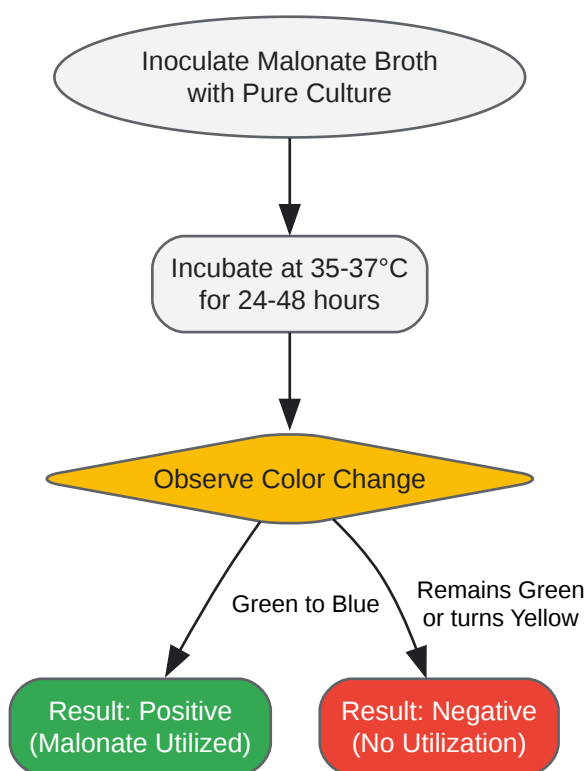 Inoculate Malonate Broth
with Pure Culture
Incubate at 35-37°C
for 24-48 hours
Observe Color Change
Green to Blue
Remains Green
or turns Yellow
Result: Positive
(Malonate Utilized)
Result: Negative
(No Utilization)